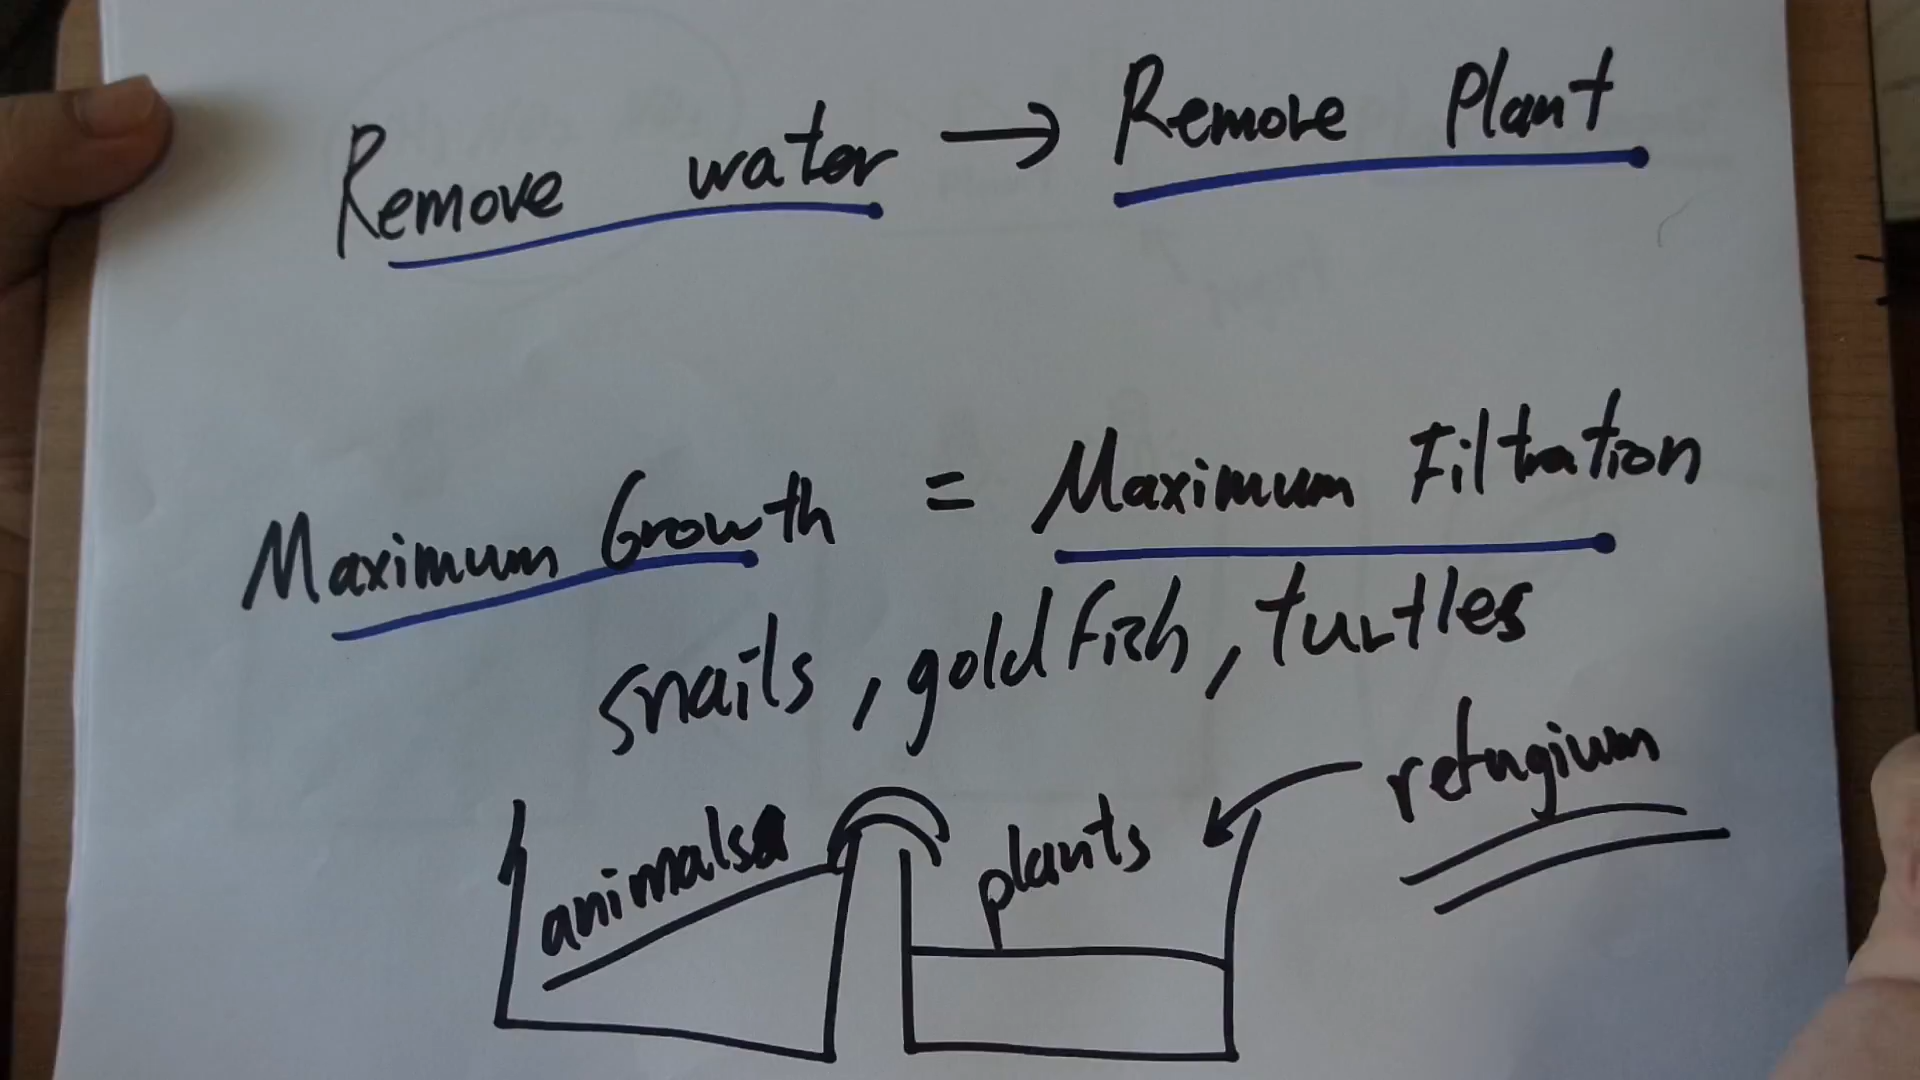 Remove water → Remove Plant
Maximum Growth = Maximum Filtration
snails, goldfish, turtles
refugium
animals
plants